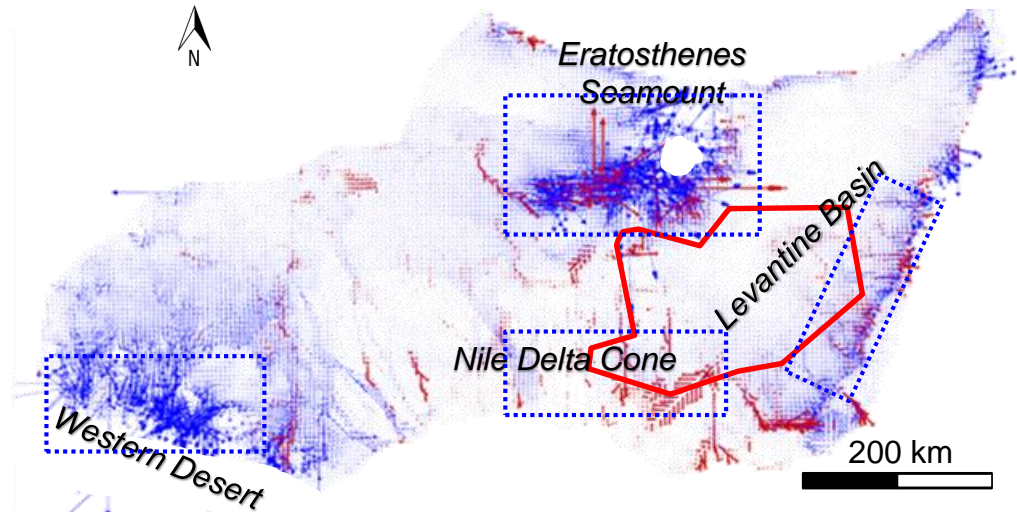 N
Eratosthenes
Seamount
Levantine Basin
Nile Delta Cone
Western Desert
200 km